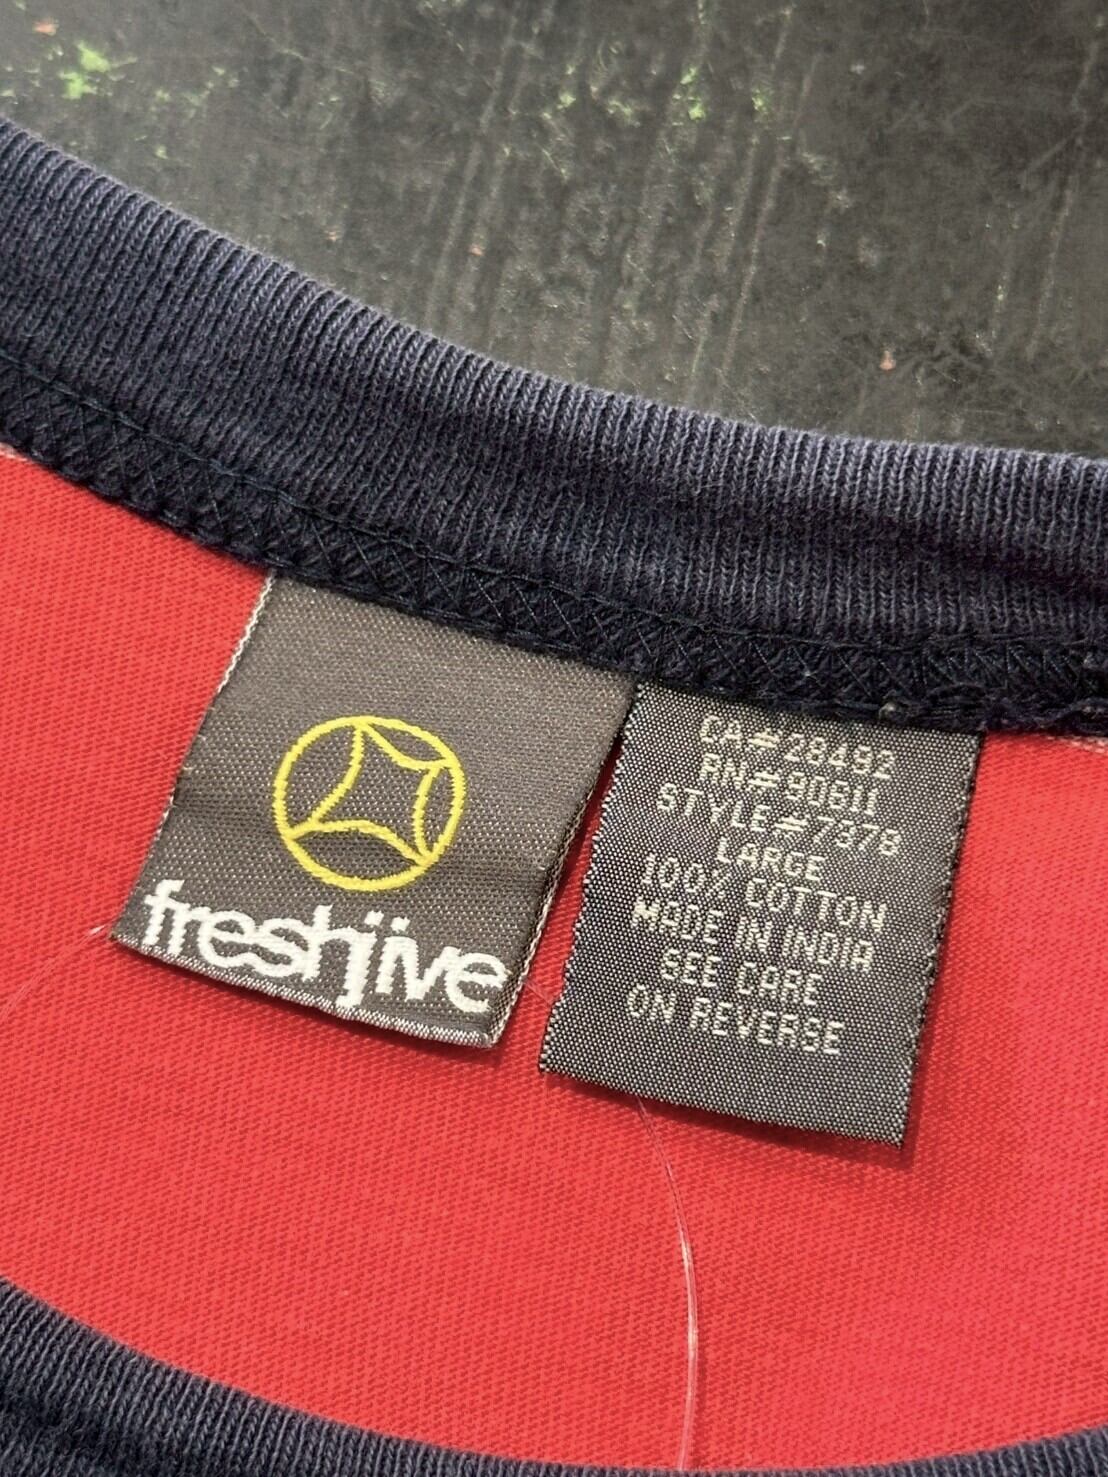 freshjive
CA#28492
RN#90611
STYLE#7378
LARGE
100% COTTON
MADE IN INDIA
SEE CARE
ON REVERSE